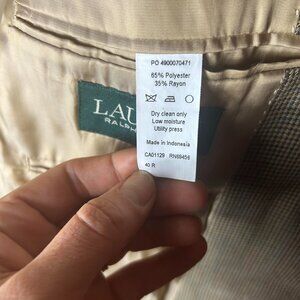 PO 4900070471
65% Polyester
35% Rayon
Dry clean only
Low moisture
Utility press
Made in Indonesia
CA01129 RN69456
40 R
LAU
RALPH